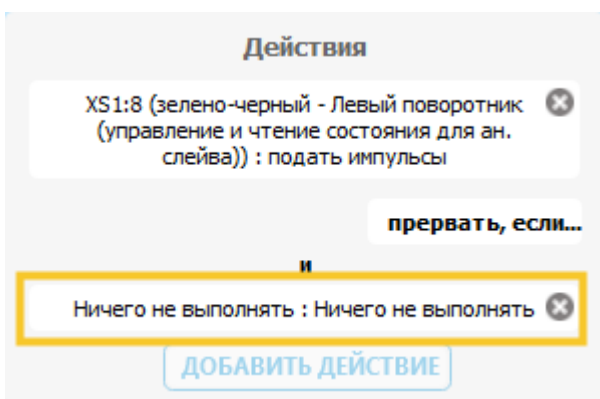 Действия
XS1:8 (зелено-черный - Левый поворотник
(управление и чтение состояния для ан.
слейва)) : подать импульсы
прервать, если...
и
Ничего не выполнять : Ничего не выполнять
ДОБАВИТЬ ДЕЙСТВИЕ